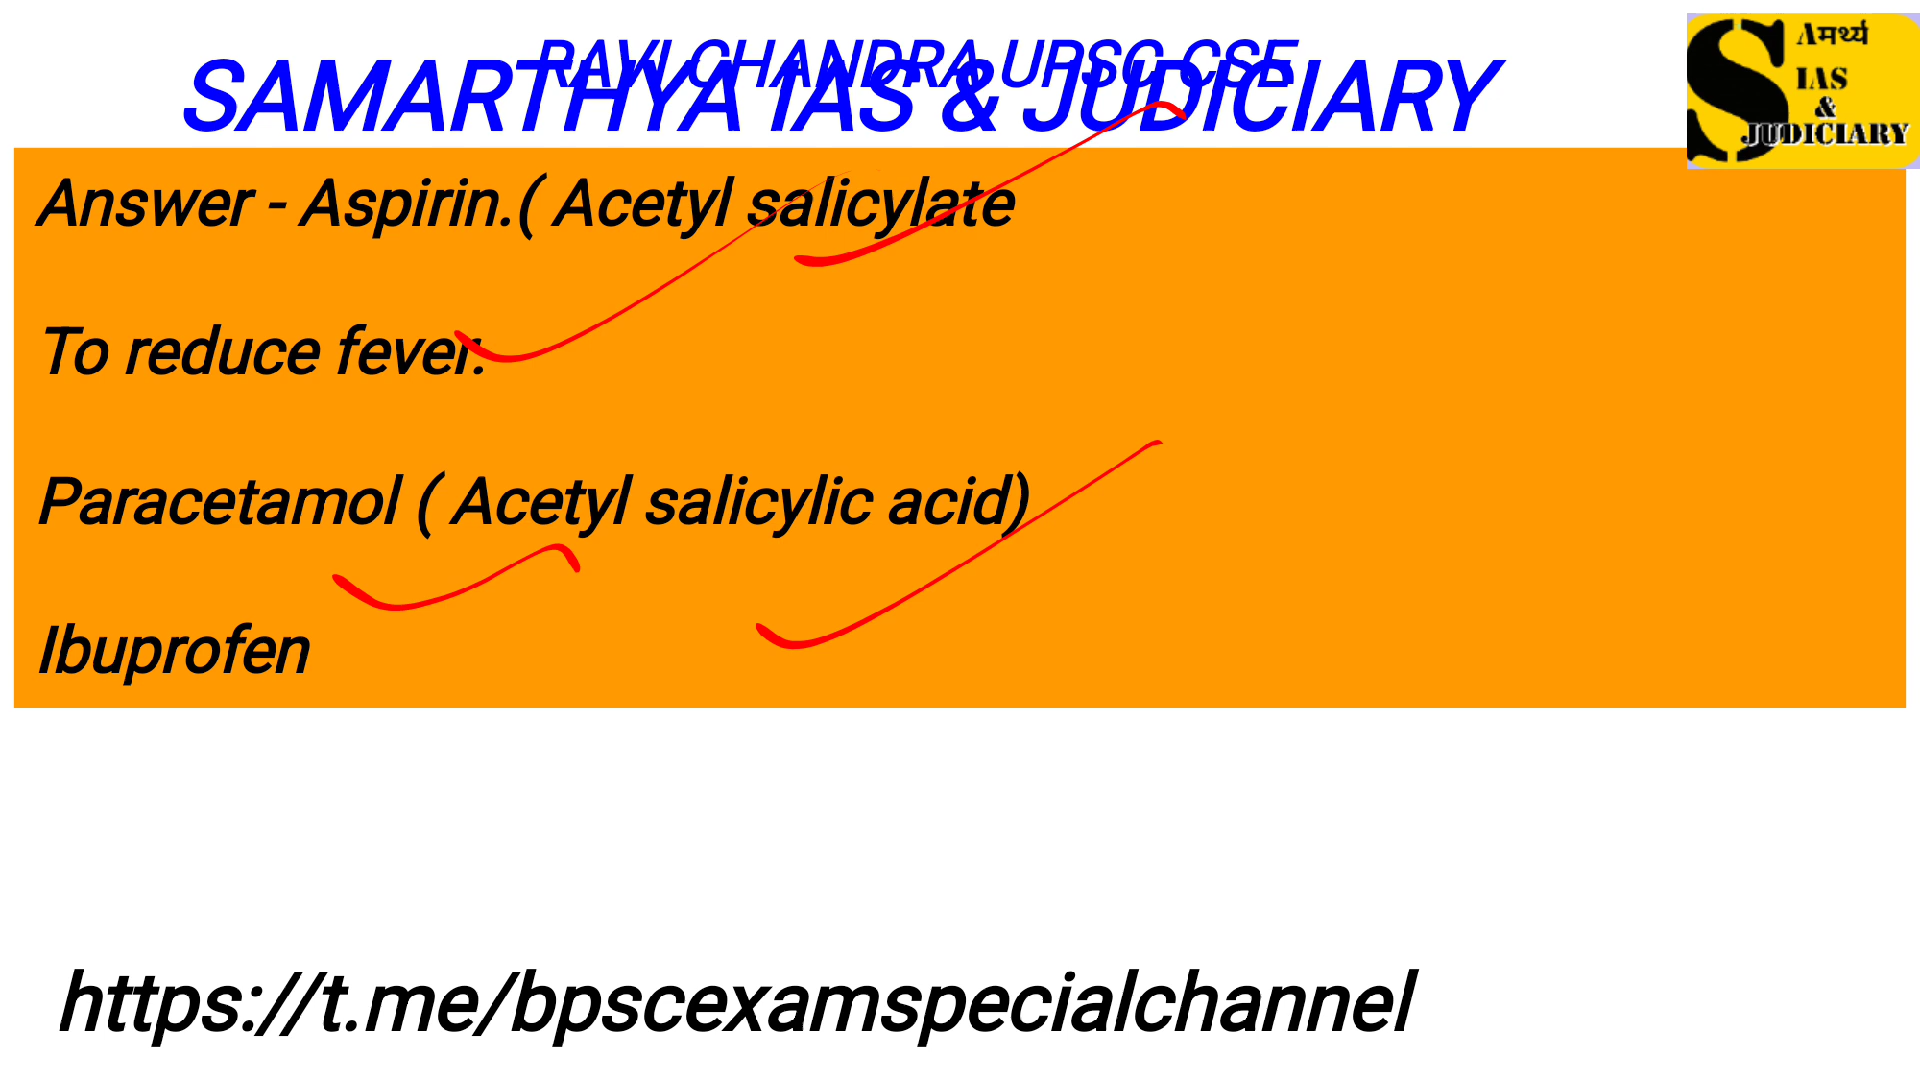 RAVI CHANDRA UPSC CSE
SAMARTHYA IAS & JUDICIARY
SAमर्थ्य
IAS
&
JUDICIARY
Answer - Aspirin.( Acetyl salicylate
To reduce fever.
Paracetamol ( Acetyl salicylic acid)
Ibuprofen
https://t.me/bpscexamspecialchannel